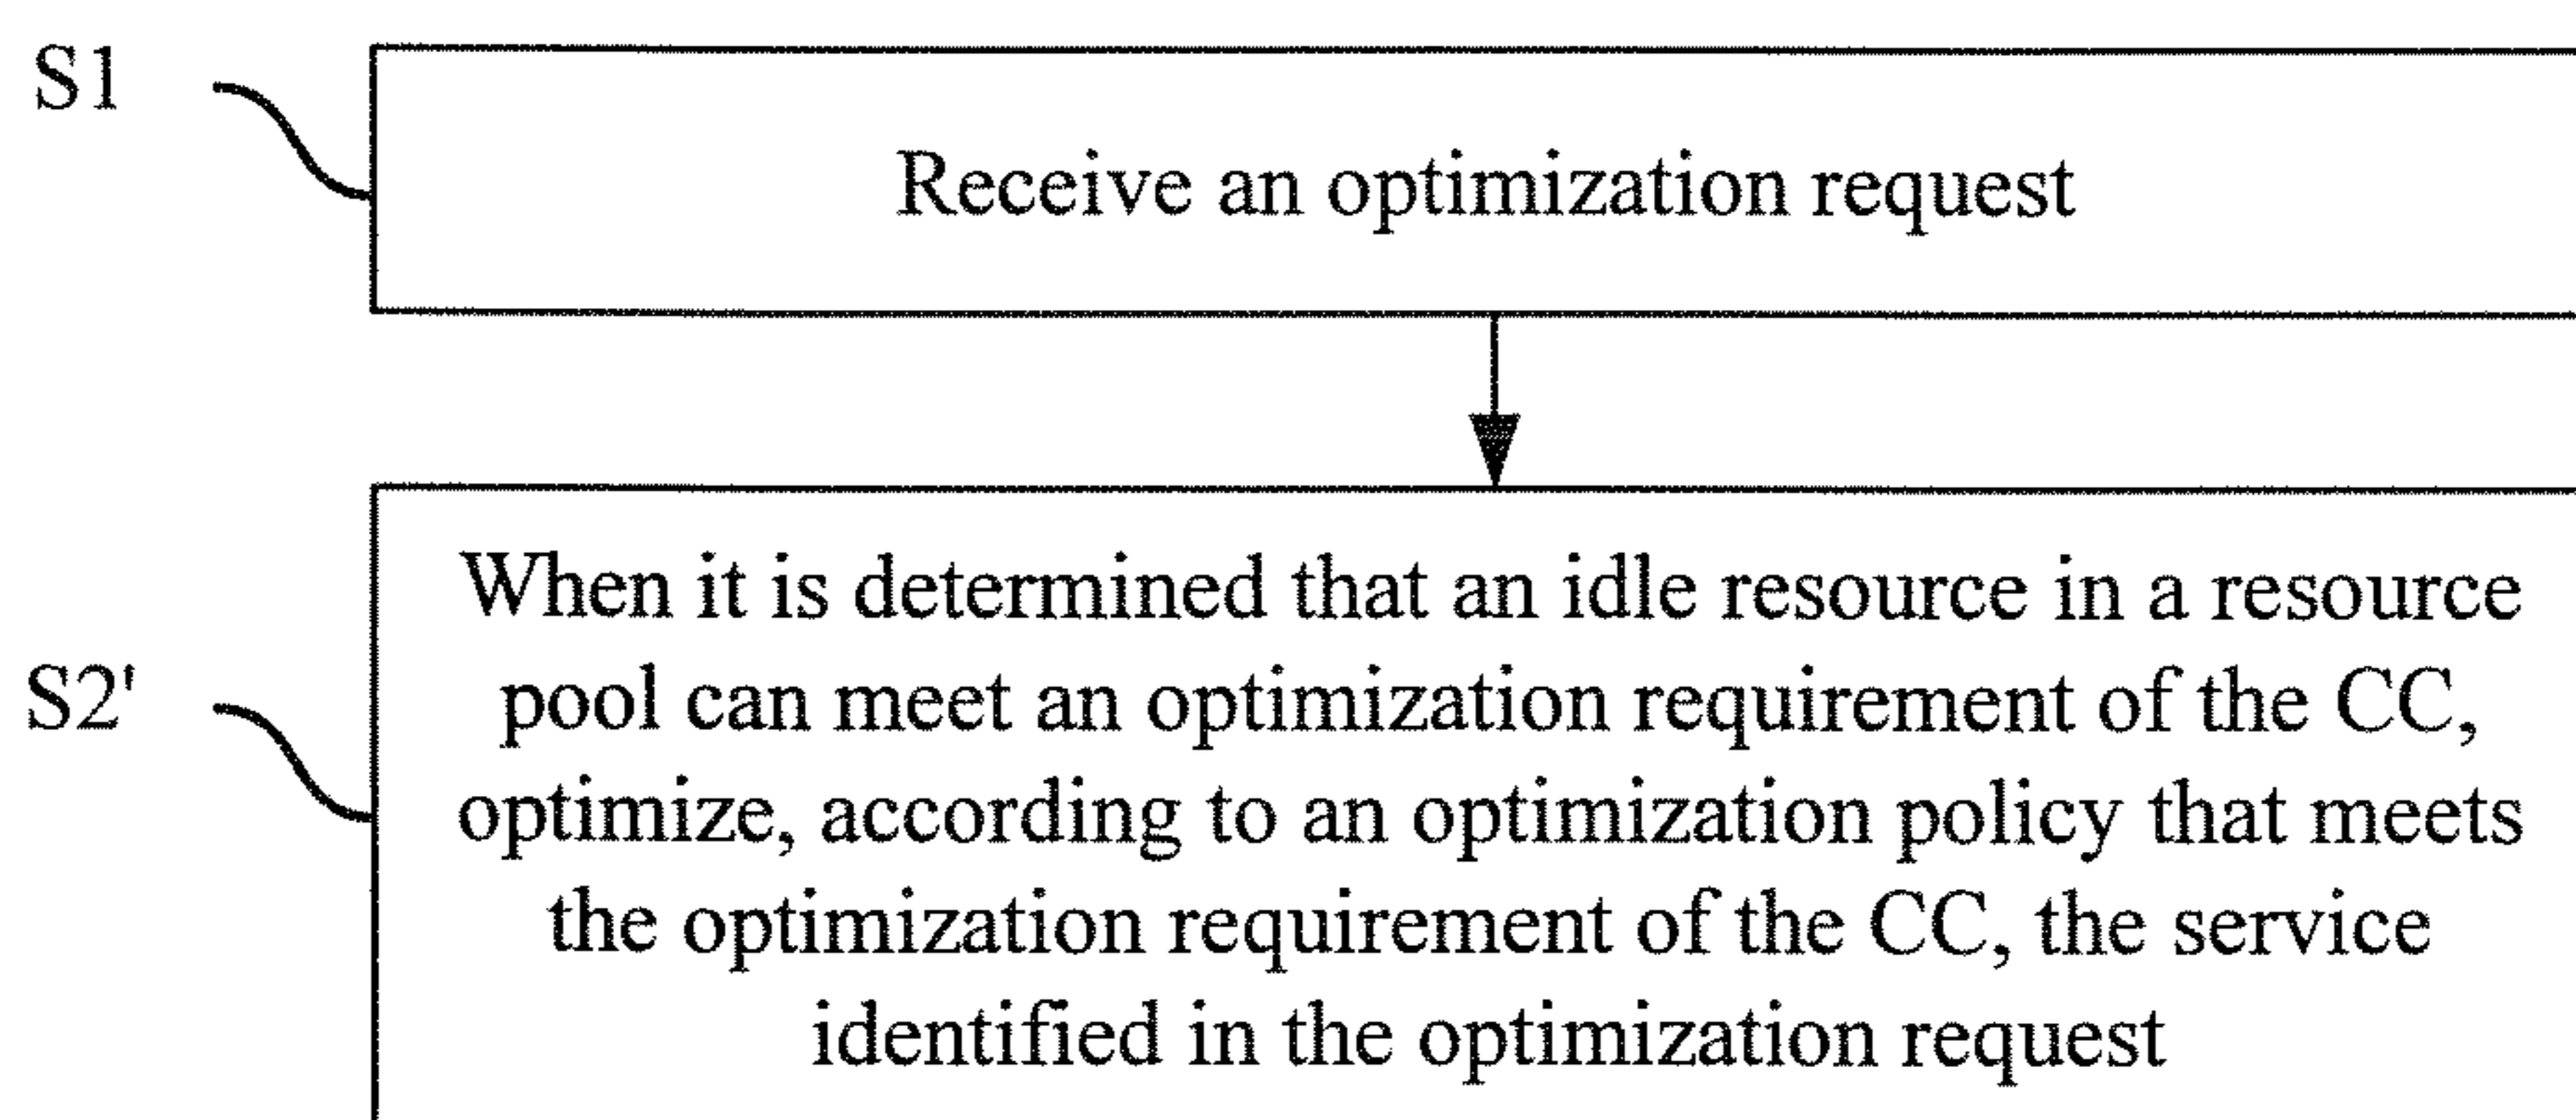 S1
Receive an optimization request
S2'
When it is determined that an idle resource in a resource
pool can meet an optimization requirement of the CC,
optimize, according to an optimization policy that meets
the optimization requirement of the CC, the service
identified in the optimization request